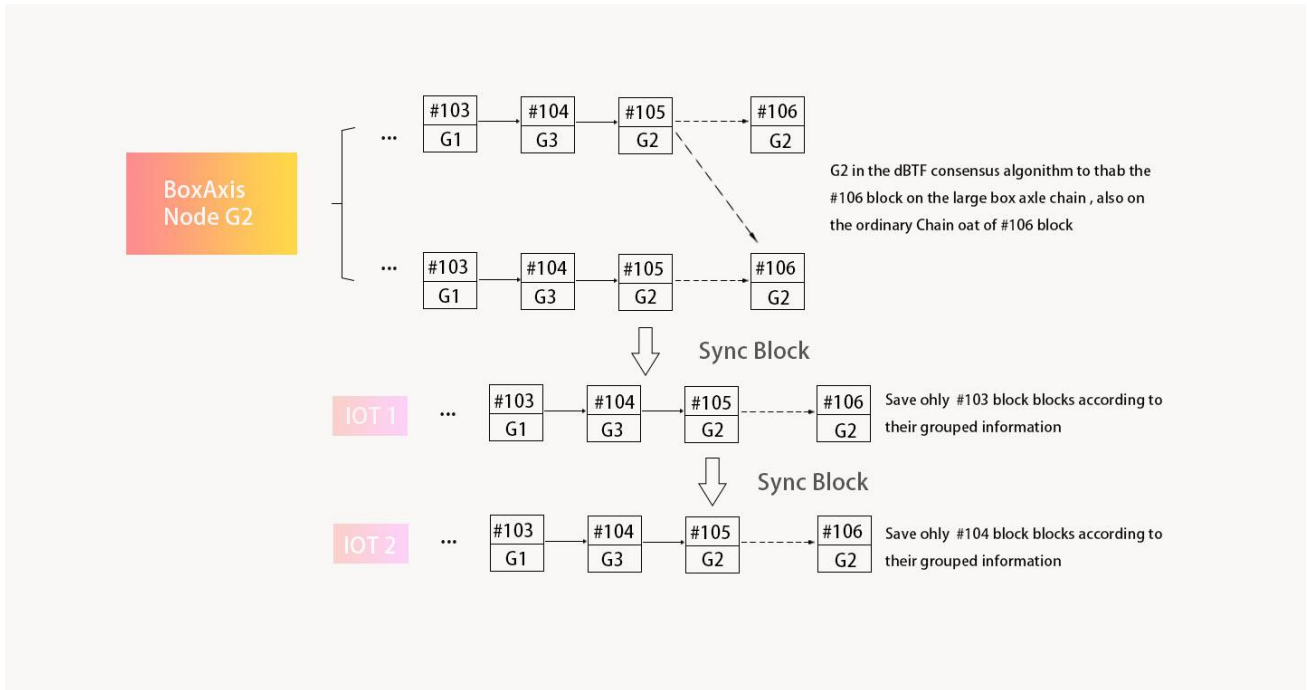 #103 #104 #105 #106
... G1 G3 G2 G2
BoxAxis
Node G2
G2 in the dBTF consensus algorithm to thab the
#106 block on the large box axle chain , also on
the ordinary Chain oat of #106 block
... #103 #104 #105 #106
G1 G3 G2 G2
Sync Block
IOT 1
... #103 #104 #105 #106
G1 G3 G2 G2
Save ohly #103 block blocks according to
their grouped information
Sync Block
IOT 2
... #103 #104 #105 #106
G1 G3 G2 G2
Save ohly #104 block blocks according to
their grouped information